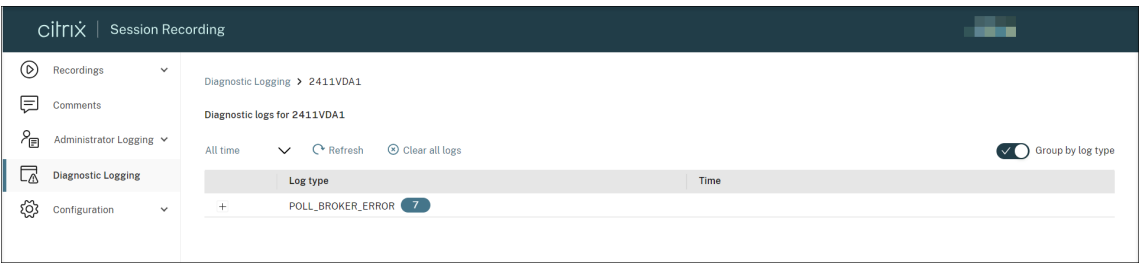 citrix | Session Recording
Recordings
Comments
Administrator Logging
Diagnostic Logging
Configuration
Diagnostic Logging > 2411VDA1
Diagnostic logs for 2411VDA1
All time Refresh Clear all logs Group by log type
Log type Time
+ POLL_BROKER_ERROR 7